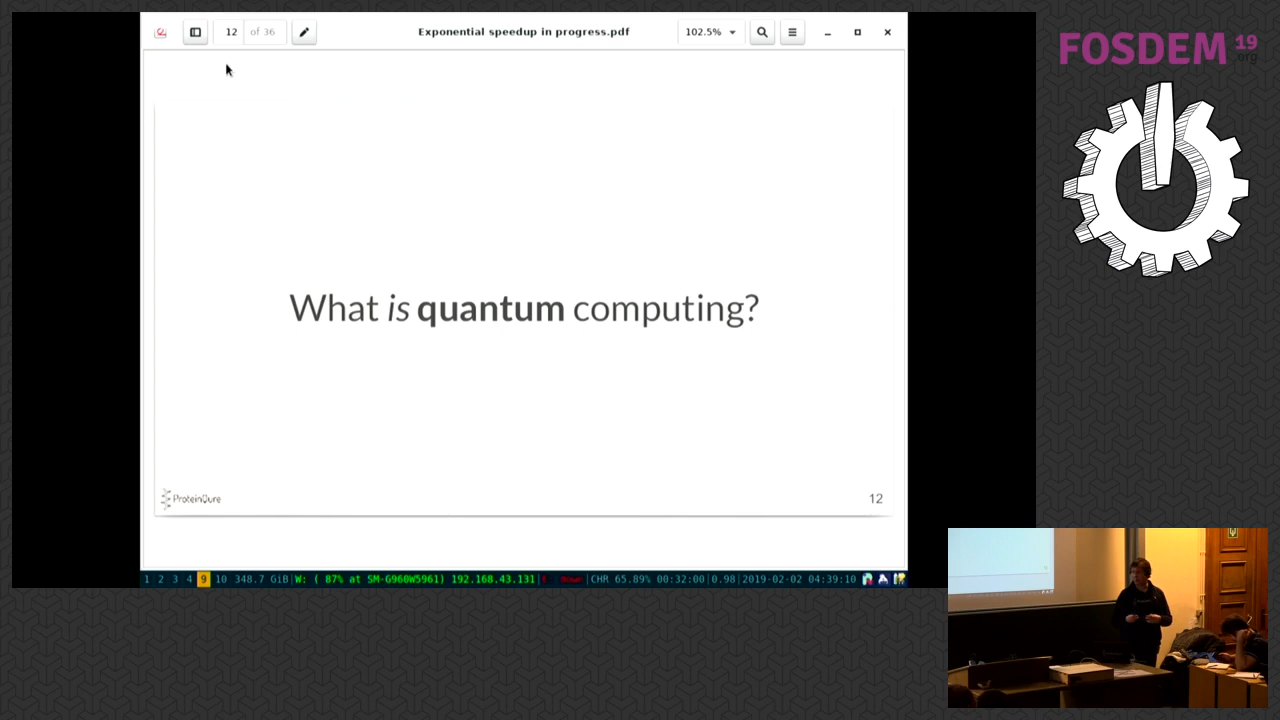 12 of 36
Exponential speedup in progress.pdf
102.5%
FOSDEM 19
.org
What is quantum computing?
ProteinQure
12
1 2 3 4 9 10 348.7 GiB|W: ( 87% at SM-G960W5961) 192.168.43.131|E: Down|CHR 65.89% 00:32:00|0.98|2019-02-02 04:39:10